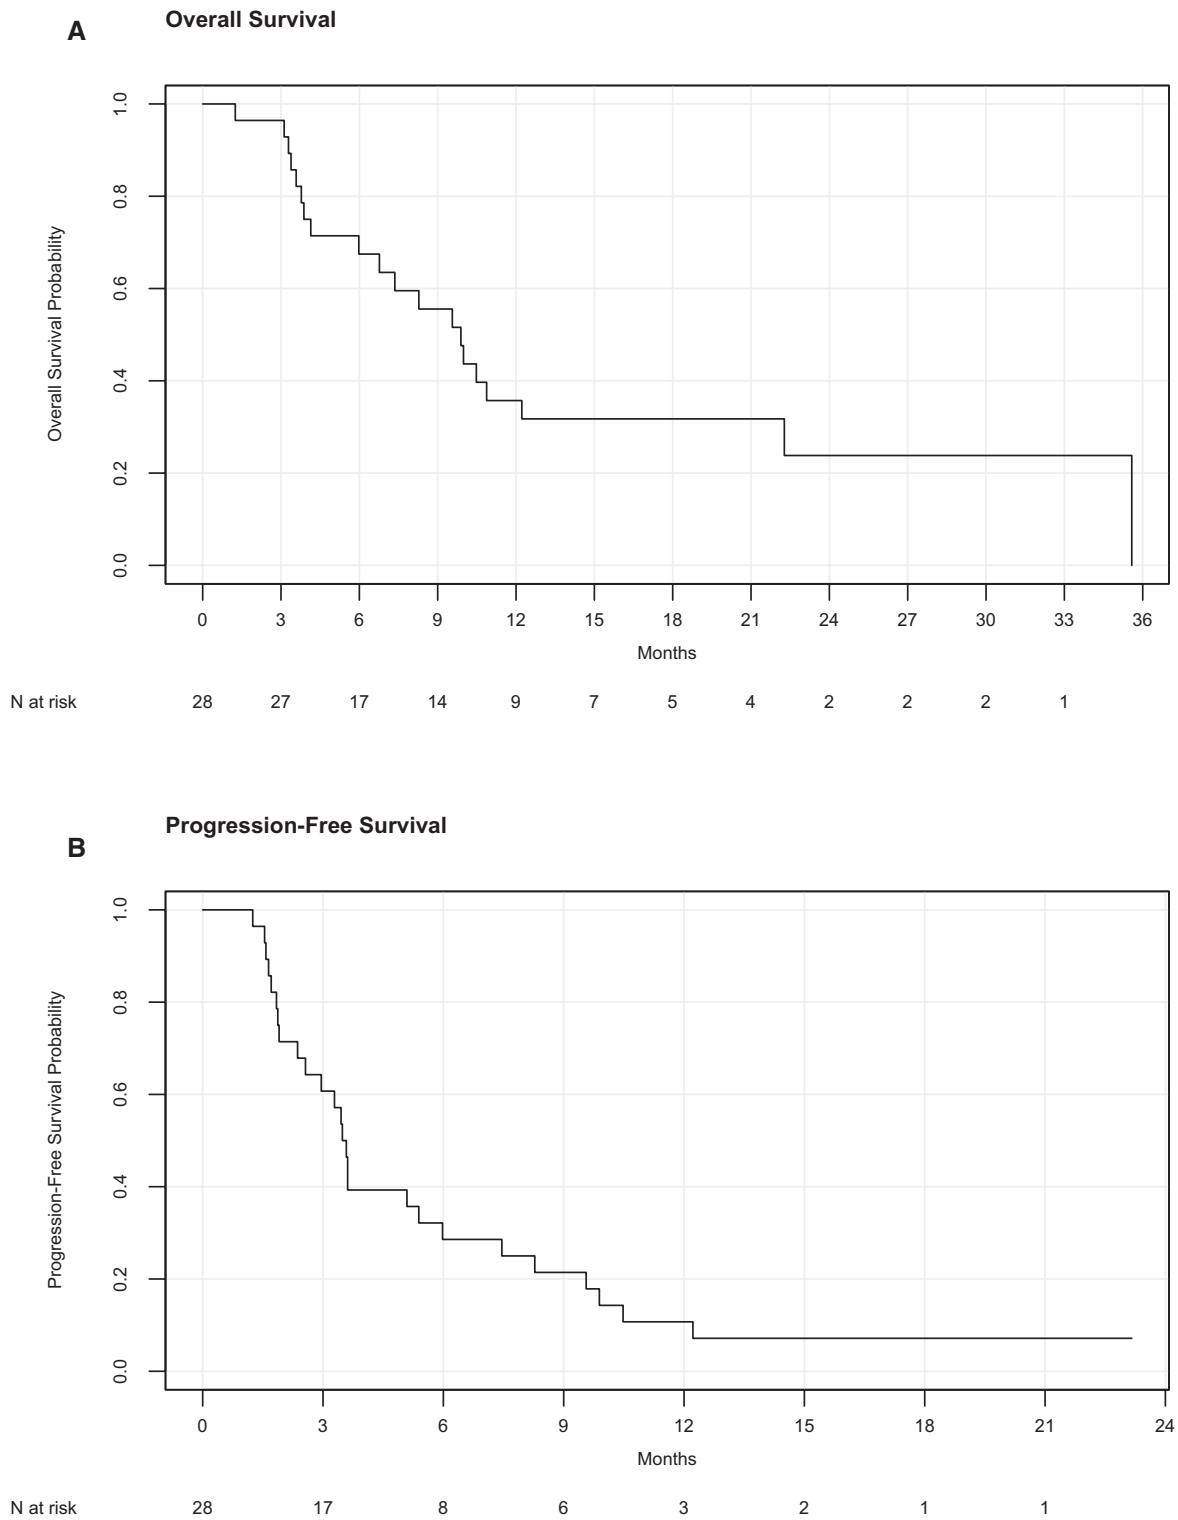 A
Overall Survival
Overall Survival Probability
1.0
0.8
0.6
0.4
0.2
0.0
0 3 6 9 12 15 18 21 24 27 30 33 36
Months
N at risk 28 27 17 14 9 7 5 4 2 2 2 1
B
Progression-Free Survival
Progression-Free Survival Probability
1.0
0.8
0.6
0.4
0.2
0.0
0 3 6 9 12 15 18 21 24
Months
N at risk 28 17 8 6 3 2 1 1